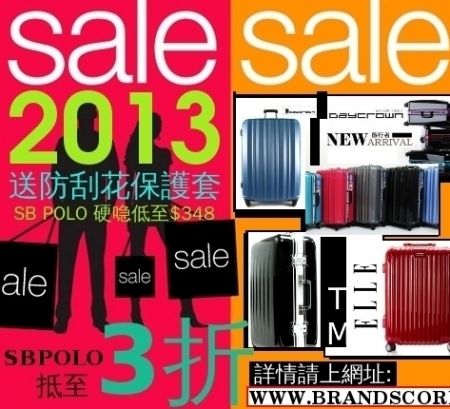 sale
2013
送防刮花保護套
SB POLO 硬喼低至$348
ale
sale
sale
SBPOLO
抵至
3折
sale
DAYCROWN
NEW 旅行者
ARRIVAL
TM
ELLE
詳情請上網址:
WWW.BRANDSCOR